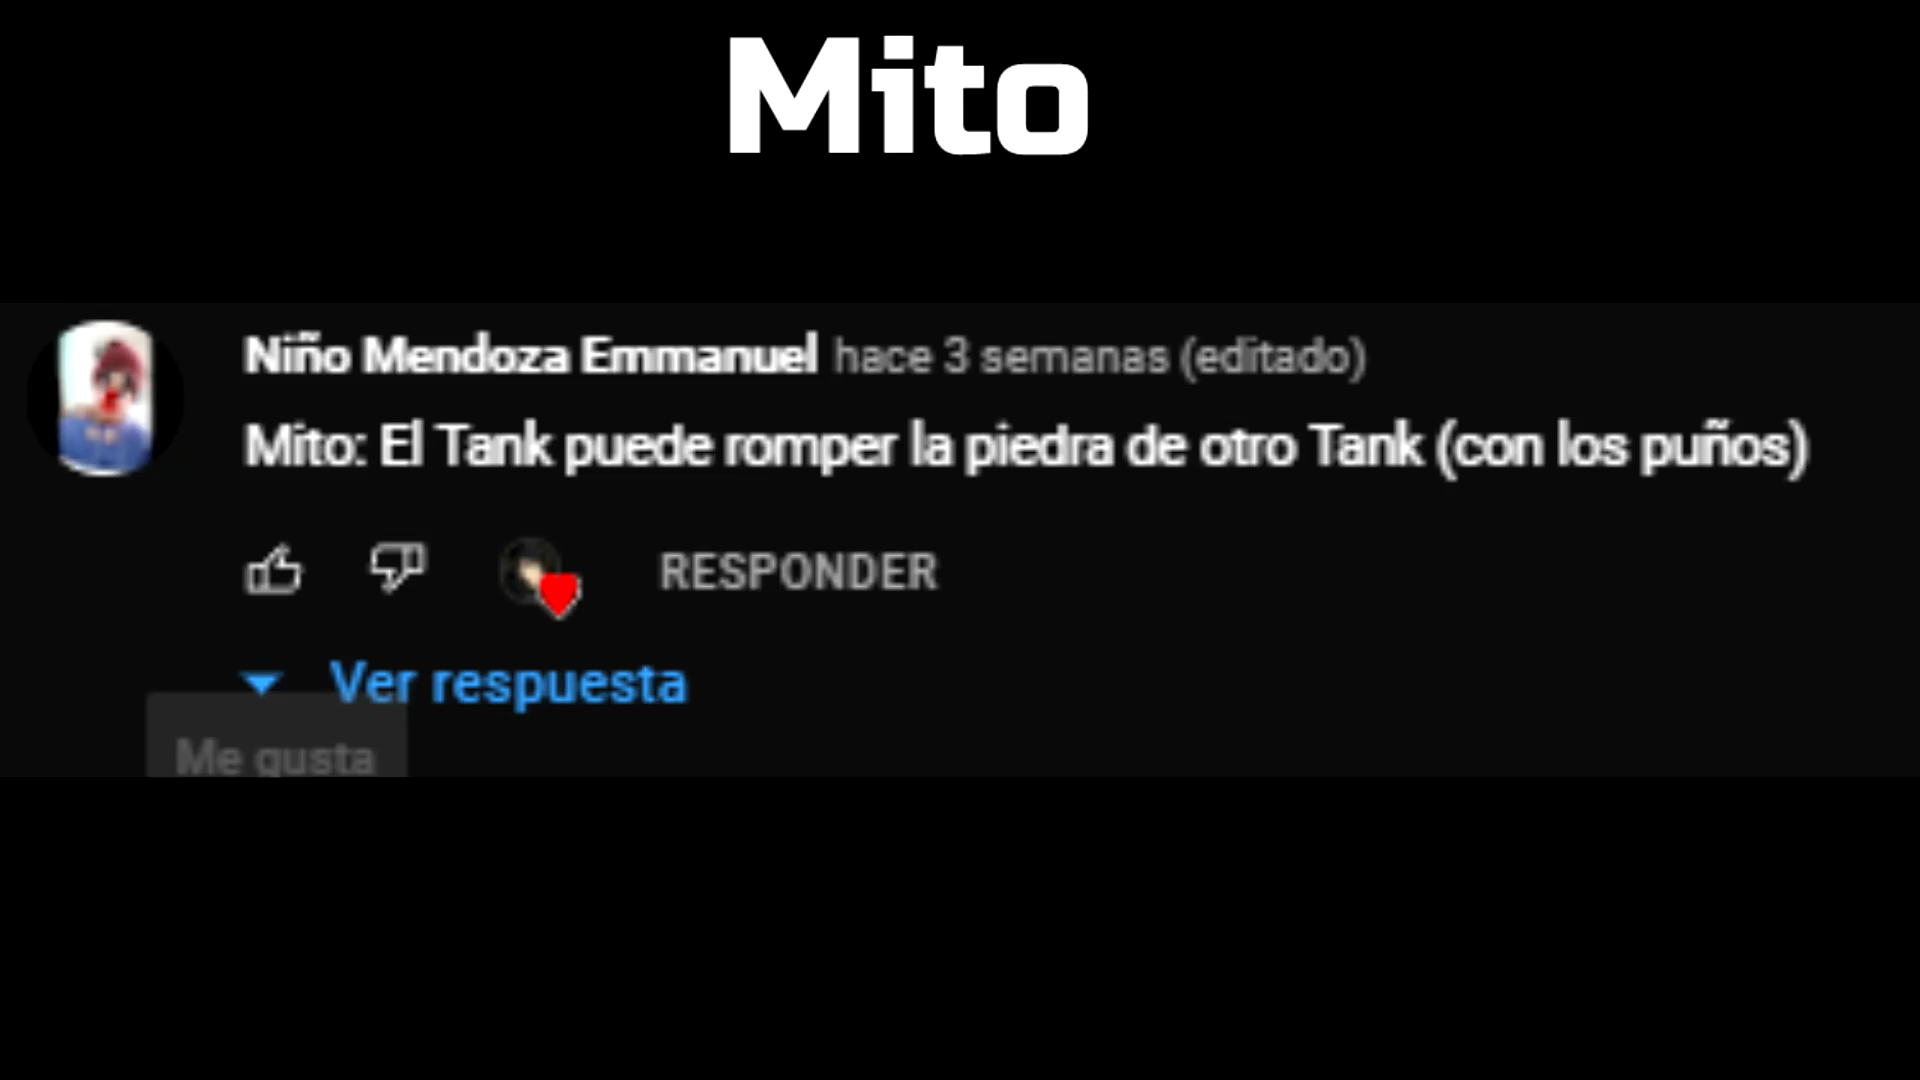 Mito
Niño Mendoza Emmanuel hace 3 semanas (editado)
Mito: El Tank puede romper la piedra de otro Tank (con los puños)
RESPONDER
Ver respuesta
Me gusta